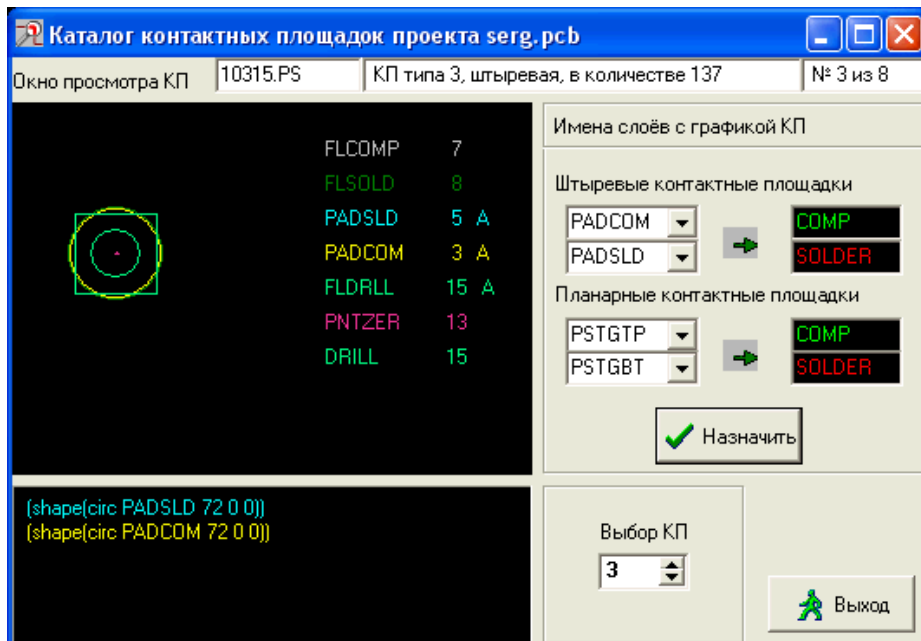 Каталог контактных площадок проекта serg.pcb
Окно просмотра КП 10315.PS КП типа 3, штыревая, в количестве 137 № 3 из 8
FLCOMP 7
FLSOLD 8
PADSLD 5 A
PADCOM 3 A
FLDRLL 15 A
PNTZER 13
DRILL 15
Имена слоёв с графикой КП
Штыревые контактные площадки
PADCOM COMP
PADSLD SOLDER
Планарные контактные площадки
PSTGTP COMP
PSTGBT SOLDER
Назначить
(shape(circ PADSLD 72 0 0))
(shape(circ PADCOM 72 0 0))
Выбор КП
3
Выход